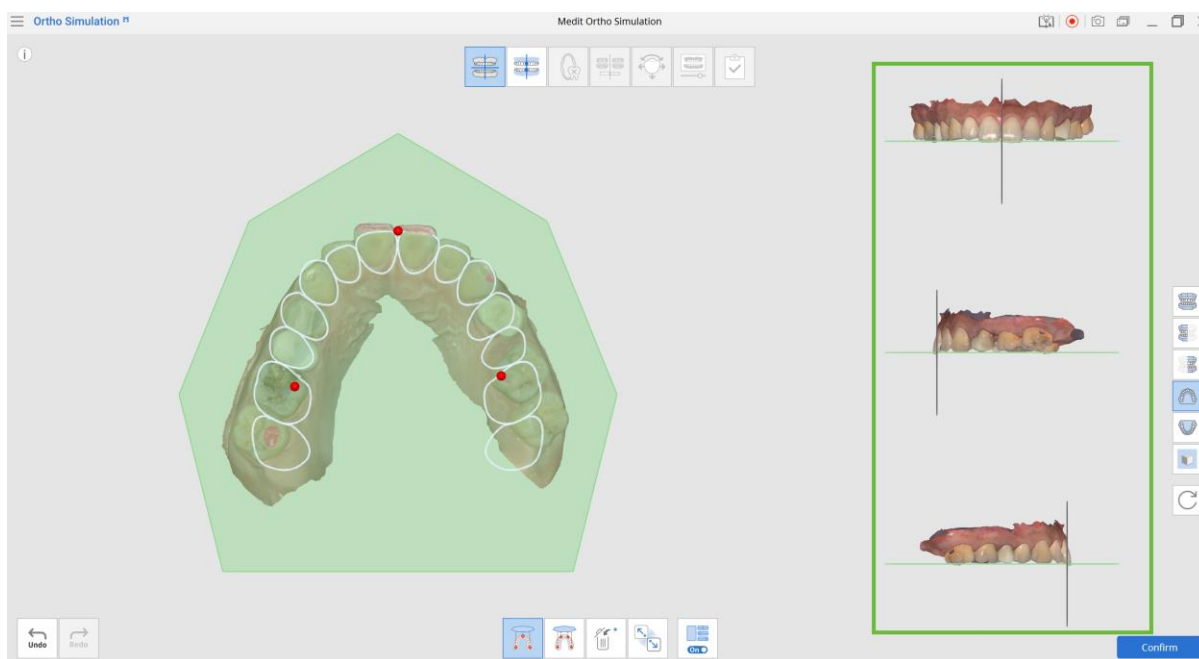 Ortho Simulation
Medit Ortho Simulation
Undo
Redo
On
Confirm